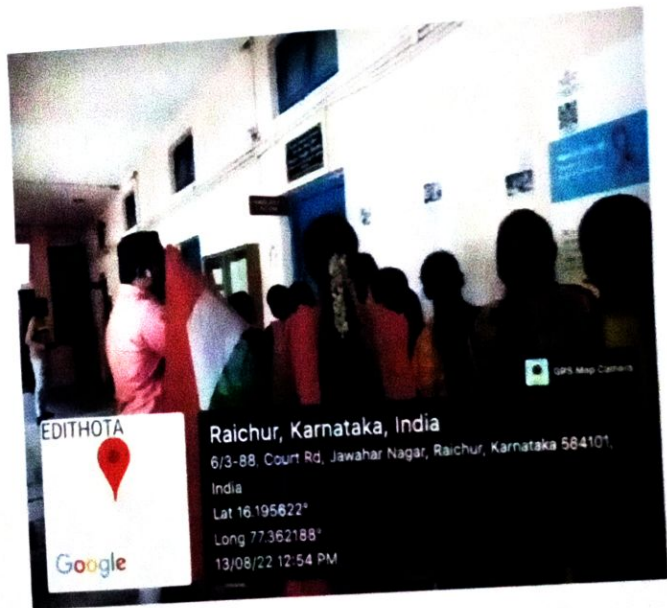 GPS Map Camera
EDITHOTA
Google
Raichur, Karnataka, India
6/3-88, Court Rd, Jawahar Nagar, Raichur, Karnataka 584101,
India
Lat 16.195622°
Long 77.362188°
13/08/22 12:54 PM